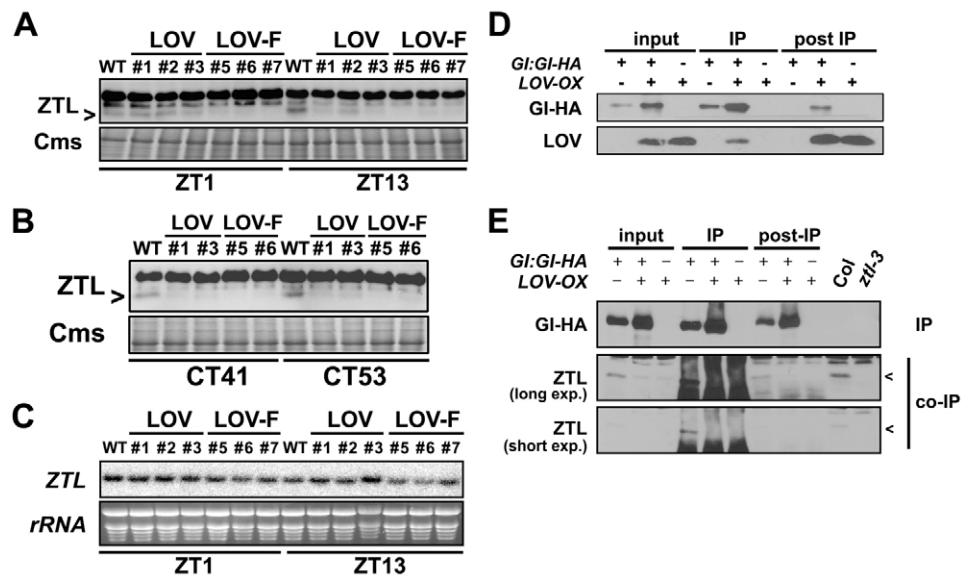 A
LOV LOV-F LOV LOV-F
WT #1 #2 #3 #5 #6 #7 WT #1 #2 #3 #5 #6 #7
ZTL
>
Cms
ZT1 ZT13
B
LOV LOV-F LOV LOV-F
WT #1 #3 #5 #6 WT #1 #3 #5 #6
ZTL
>
Cms
CT41 CT53
C
LOV LOV-F LOV LOV-F
WT #1 #2 #3 #5 #6 #7 WT #1 #2 #3 #5 #6 #7
ZTL
rRNA
ZT1 ZT13
D
input IP post IP
GI:GI-HA + + - + + - + + -
LOV-OX - + + - + + - + +
GI-HA
LOV
E
input IP post-IP
GI:GI-HA + + − + + − + + − Col ztl-3
LOV-OX − + + − + + − + +
GI-HA IP
ZTL <
(long exp.)
co-IP
ZTL <
(short exp.)